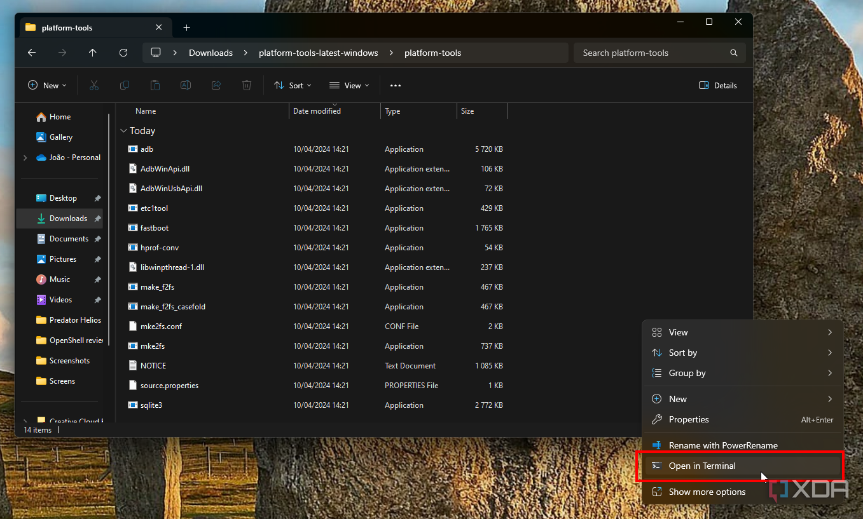 platform-tools
Downloads > platform-tools-latest-windows > platform-tools
Search platform-tools
New
Sort
View
Details
Home
Gallery
João - Personal
Desktop
Downloads
Documents
Pictures
Music
Videos
Predator Helios
OpenShell review
Screenshots
Screens
Creative Cloud F
Name Date modified Type Size
Today
adb 10/04/2024 14:21 Application 5 720 KB
AdbWinApi.dll 10/04/2024 14:21 Application exten... 106 KB
AdbWinUsbApi.dll 10/04/2024 14:21 Application exten... 72 KB
etc1tool 10/04/2024 14:21 Application 429 KB
fastboot 10/04/2024 14:21 Application 1 765 KB
hprof-conv 10/04/2024 14:21 Application 54 KB
libwinpthread-1.dll 10/04/2024 14:21 Application exten... 237 KB
make_f2fs 10/04/2024 14:21 Application 467 KB
make_f2fs_casefold 10/04/2024 14:21 Application 467 KB
mke2fs.conf 10/04/2024 14:21 CONF File 2 KB
mke2fs 10/04/2024 14:21 Application 737 KB
NOTICE 10/04/2024 14:21 Text Document 1 085 KB
source.properties 10/04/2024 14:21 PROPERTIES File 1 KB
sqlite3 10/04/2024 14:21 Application 2 772 KB
14 items
View
Sort by
Group by
New
Properties Alt+Enter
Rename with PowerRename
Open in Terminal
Show more options
XDA